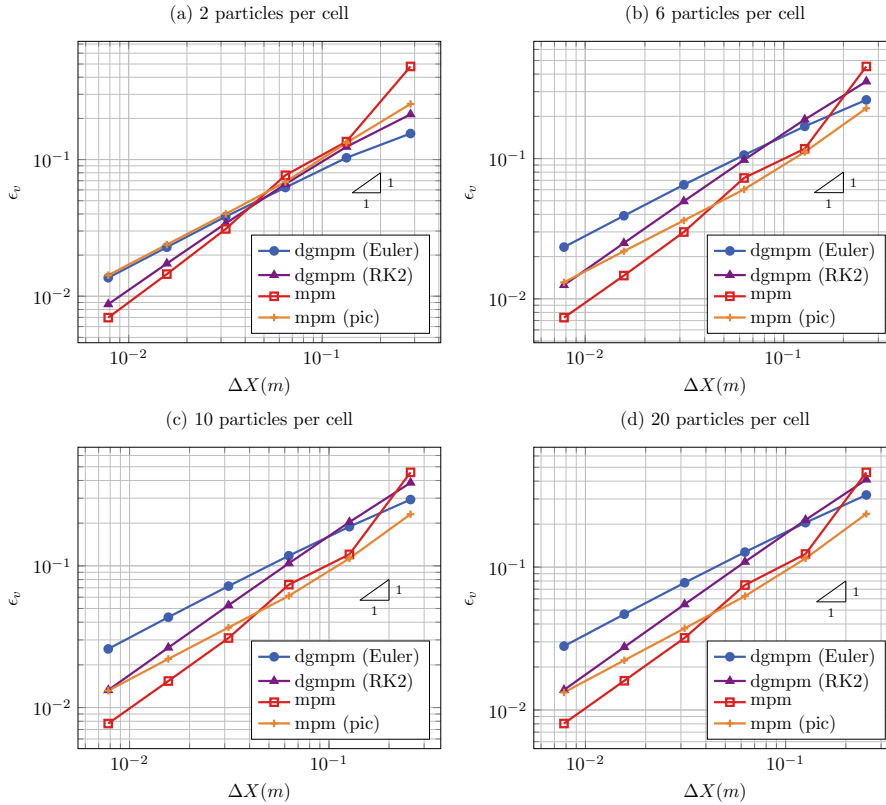 (a) 2 particles per cell
10⁻¹
10⁻²
ϵᵥ
1
1
dgmpm (Euler)
dgmpm (RK2)
mpm
mpm (pic)
10⁻² 10⁻¹
ΔX(m)
(b) 6 particles per cell
10⁻¹
10⁻²
ϵᵥ
1
1
dgmpm (Euler)
dgmpm (RK2)
mpm
mpm (pic)
10⁻² 10⁻¹
ΔX(m)
(c) 10 particles per cell
10⁻¹
10⁻²
ϵᵥ
1
1
dgmpm (Euler)
dgmpm (RK2)
mpm
mpm (pic)
10⁻² 10⁻¹
ΔX(m)
(d) 20 particles per cell
10⁻¹
10⁻²
ϵᵥ
1
1
dgmpm (Euler)
dgmpm (RK2)
mpm
mpm (pic)
10⁻² 10⁻¹
ΔX(m)